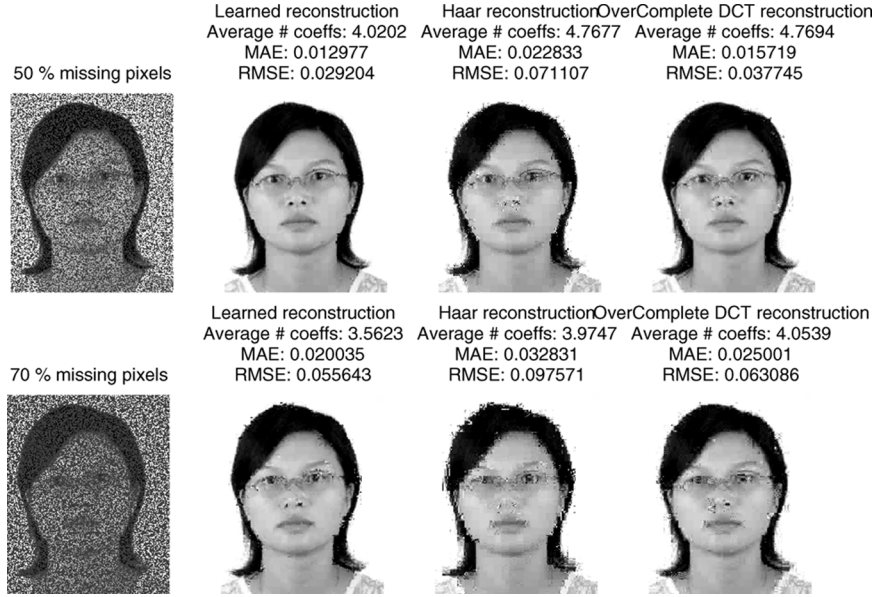 50 % missing pixels
Learned reconstruction
Average # coeffs: 4.0202
MAE: 0.012977
RMSE: 0.029204
Haar reconstruction
Average # coeffs: 4.7677
MAE: 0.022833
RMSE: 0.071107
OverComplete DCT reconstruction
Average # coeffs: 4.7694
MAE: 0.015719
RMSE: 0.037745
70 % missing pixels
Learned reconstruction
Average # coeffs: 3.5623
MAE: 0.020035
RMSE: 0.055643
Haar reconstruction
Average # coeffs: 3.9747
MAE: 0.032831
RMSE: 0.097571
OverComplete DCT reconstruction
Average # coeffs: 4.0539
MAE: 0.025001
RMSE: 0.063086